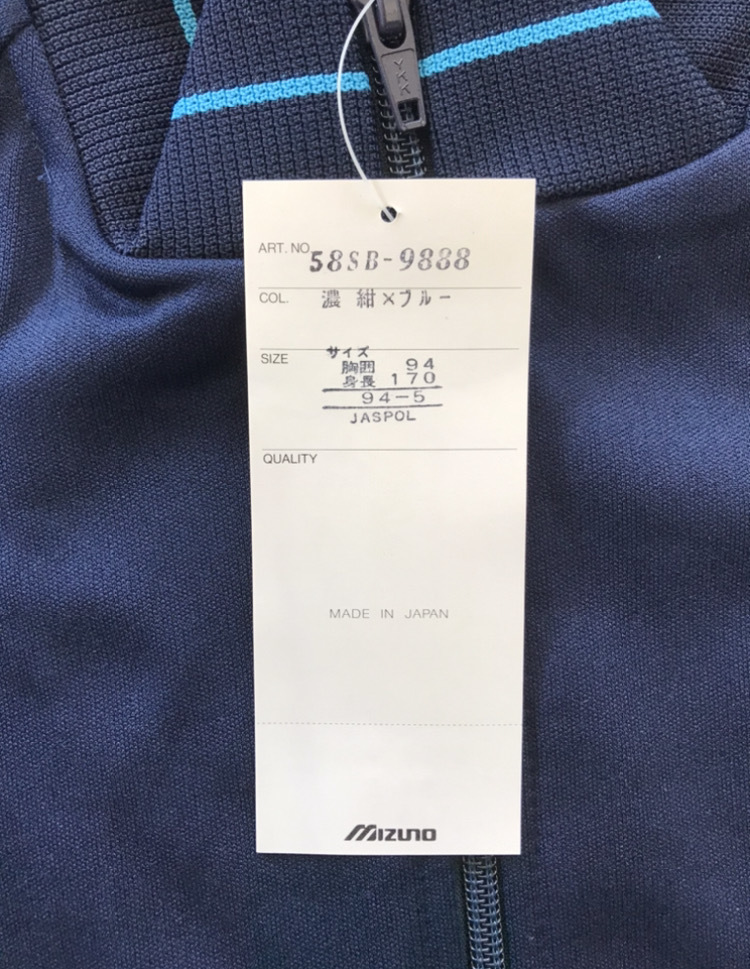 YKK
ART. NO. 58SB-9888
COL. 濃 紺×ブルー
SIZE サイズ
胸囲 94
身長 170
94-5
JASPOL
QUALITY
MADE IN JAPAN
MIZUNO